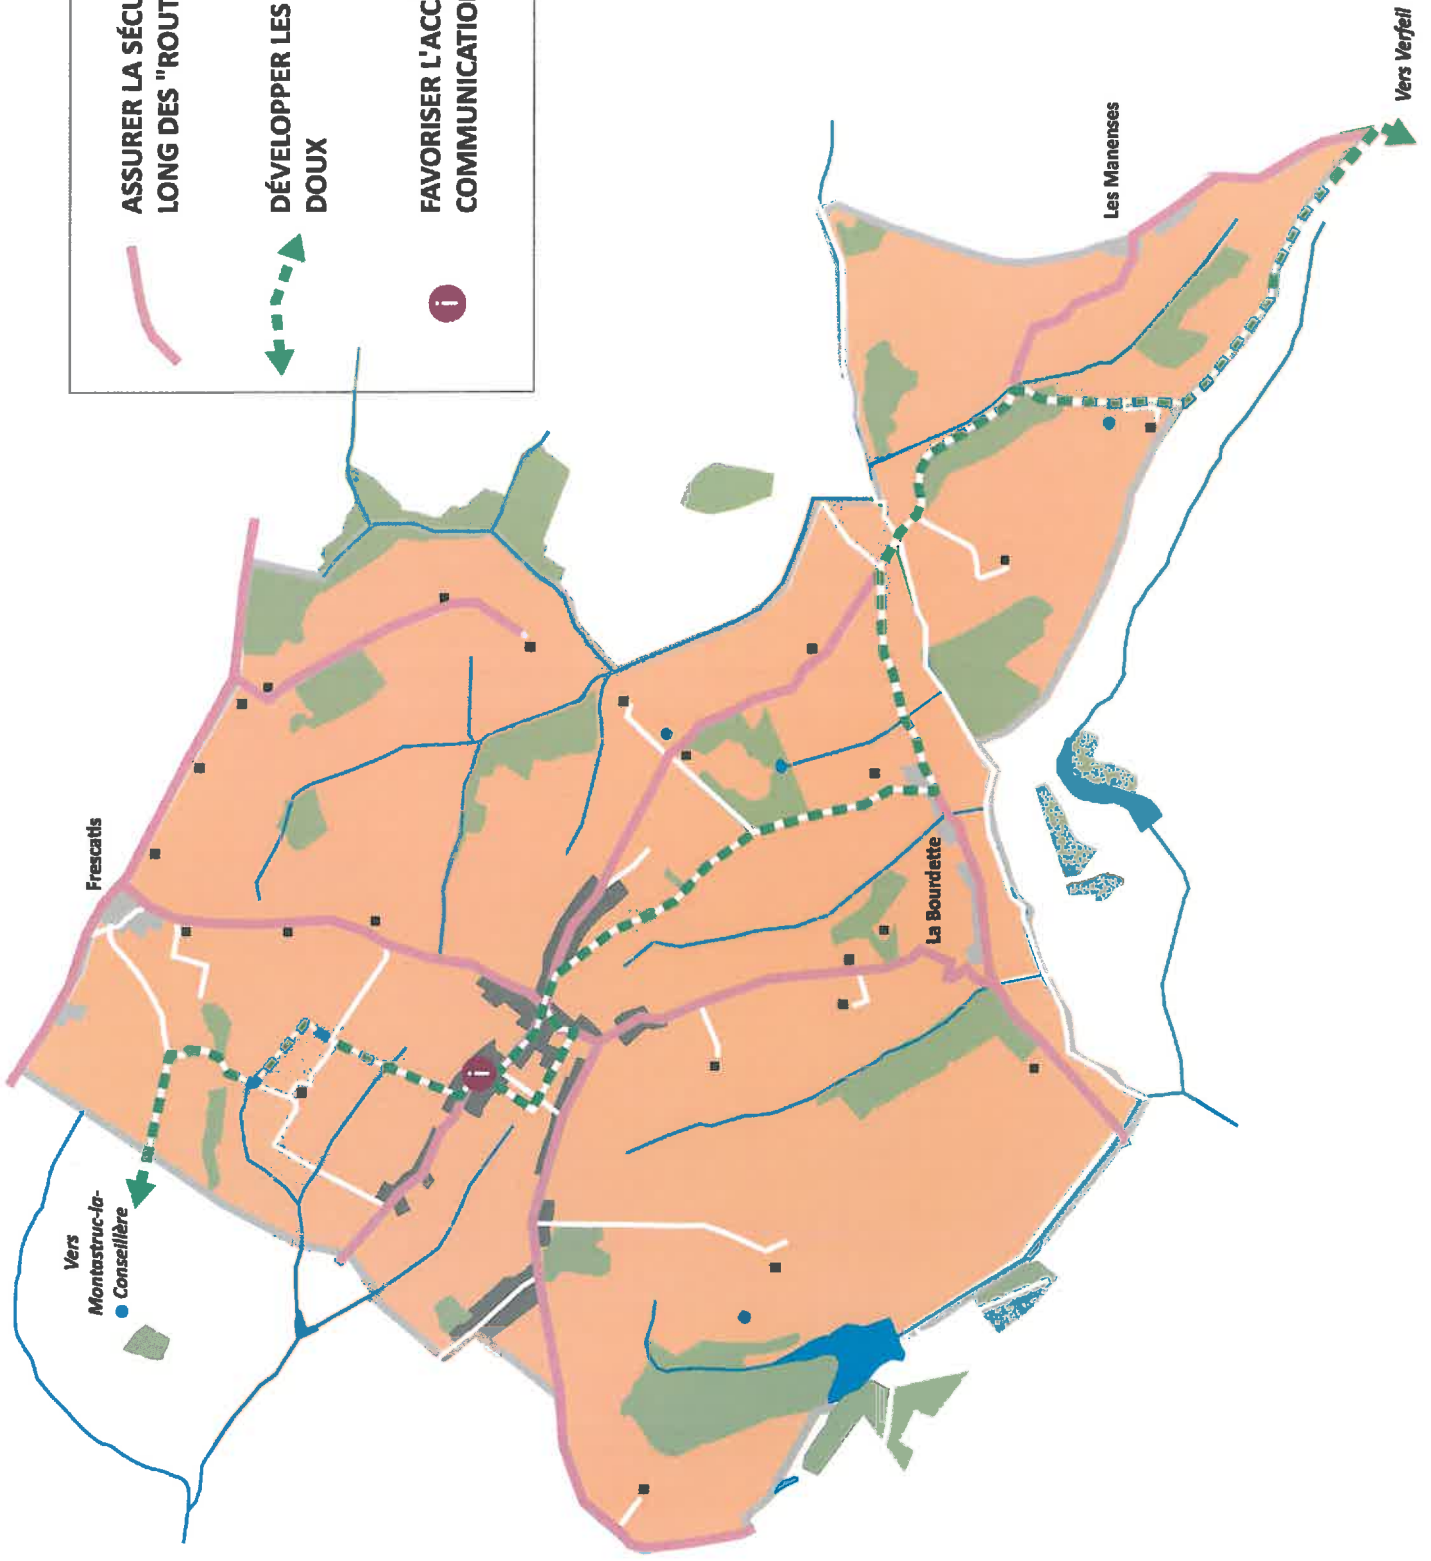 ASSURER LA SÉCU
LONG DES "ROUT
DÉVELOPPER LES
DOUX
FAVORISER L'ACC
COMMUNICATIO
i
Frescatis
Vers
Montastruc-la-
Conseillère
i
La Bourdette
Les Manenses
Vers Verfeil